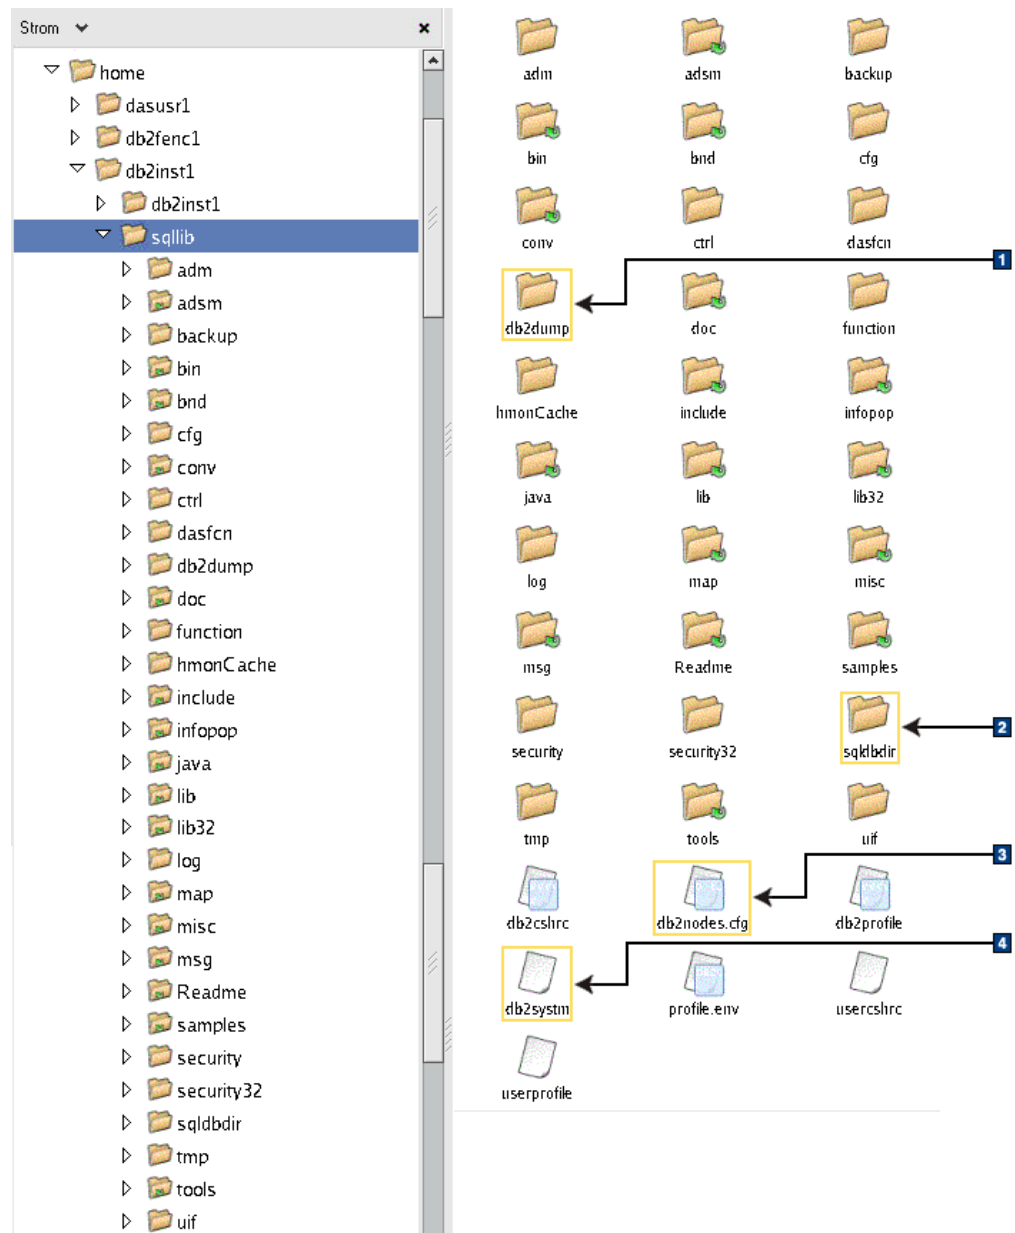 Strom
home
dasusr1
db2fenc1
db2inst1
db2inst1
sqllib
adm
adsm
backup
bin
bnd
cfg
conv
ctrl
dasfcn
db2dump
doc
function
hmonCache
include
infopop
java
lib
lib32
log
map
misc
msg
Readme
samples
security
security32
sqldbdir
tmp
tools
uif
adm adsm backup
bin bnd cfg
conv ctrl dasfcn
1
db2dump doc function
hmonCache include infopop
java lib lib32
log map misc
msg Readme samples
2
security security32 sqldbdir
tmp tools uif
3
db2cshrc db2nodes.cfg db2profile
4
db2systm profile.env usercshrc
userprofile